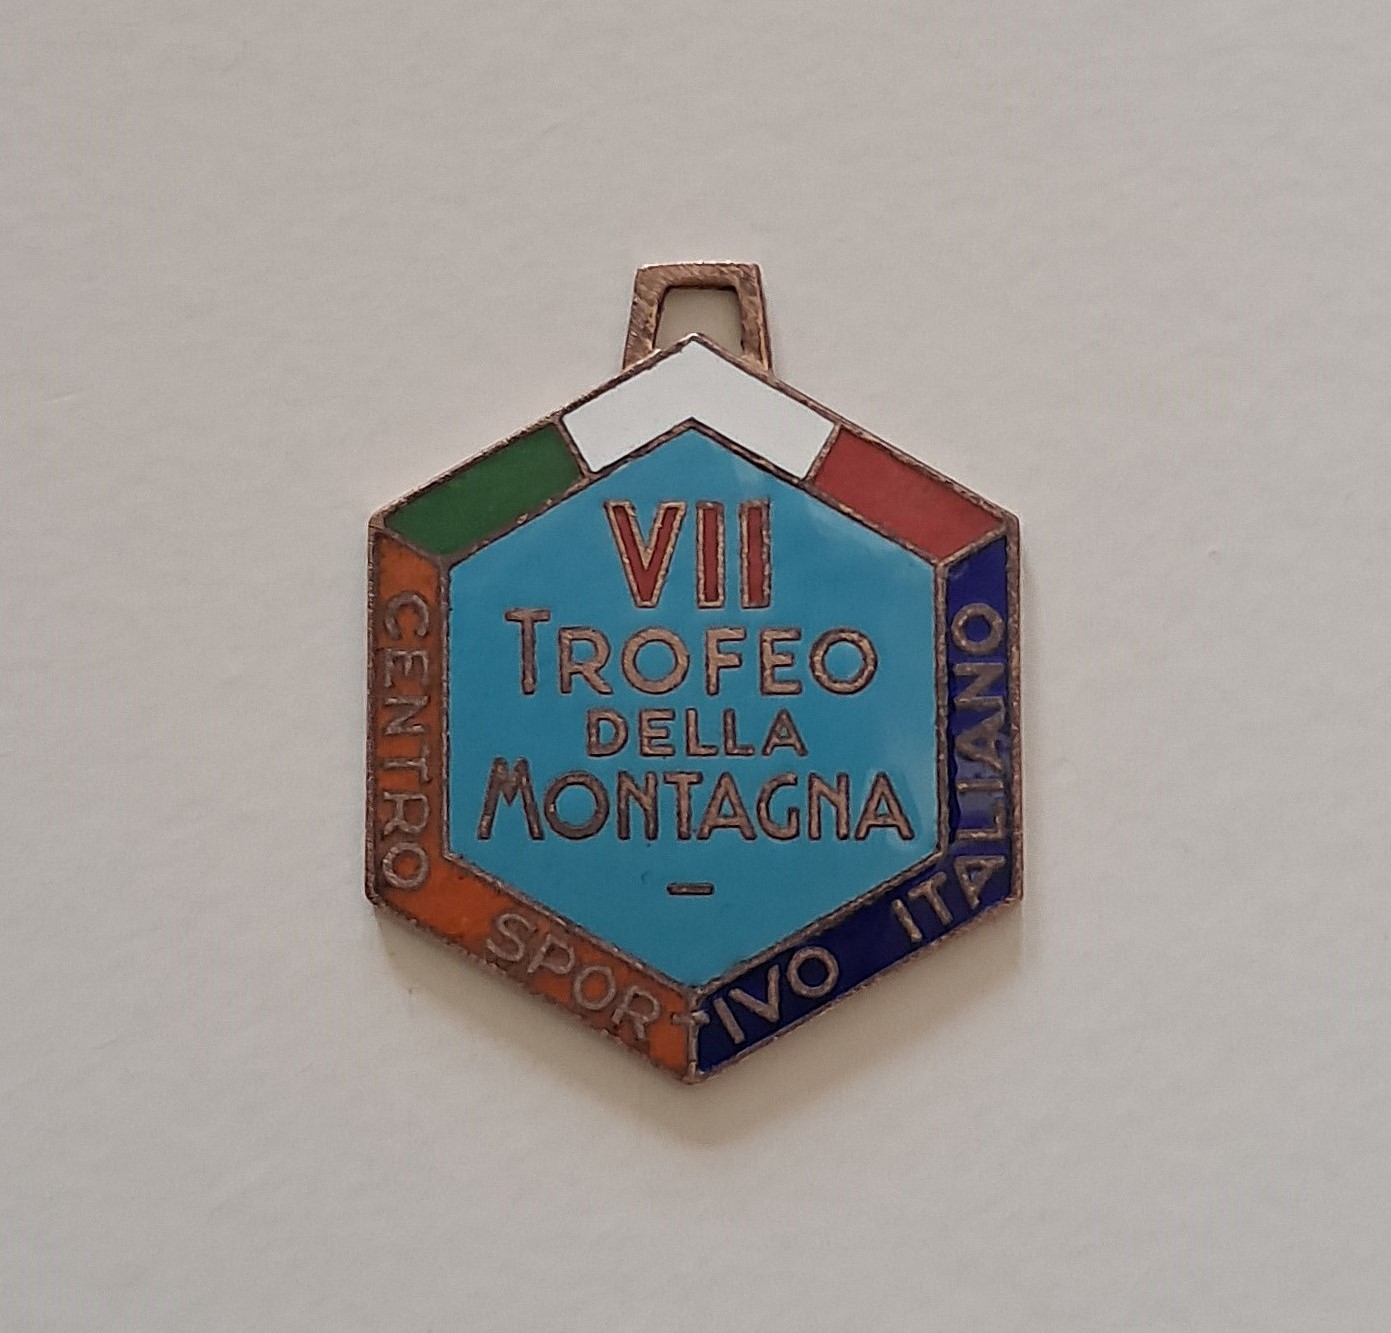 VII
TROFEO
DELLA
MONTAGNA
CENTRO SPORTIVO ITALIANO